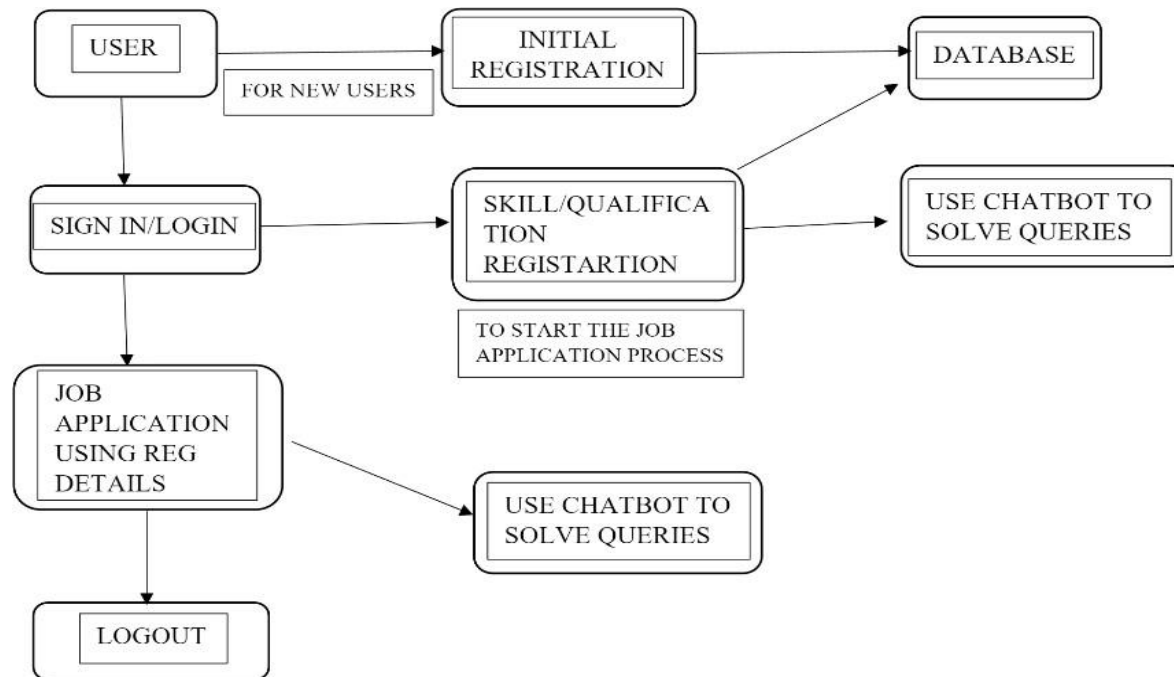 USER
INITIAL
REGISTRATION
DATABASE
FOR NEW USERS
SIGN IN/LOGIN
SKILL/QUALIFICA
TION
REGISTARTION
USE CHATBOT TO
SOLVE QUERIES
TO START THE JOB
APPLICATION PROCESS
JOB
APPLICATION
USING REG
DETAILS
USE CHATBOT TO
SOLVE QUERIES
LOGOUT